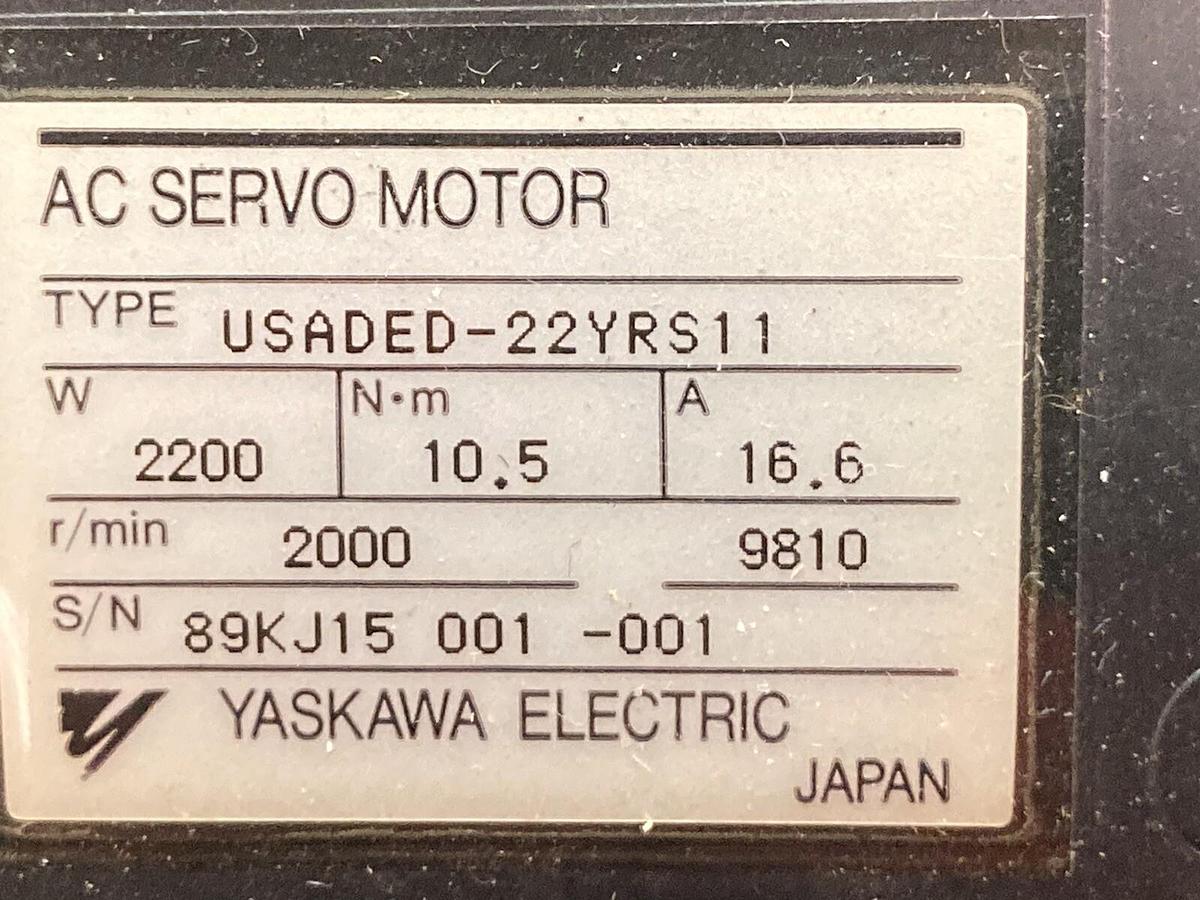 AC SERVO MOTOR
TYPE USADED-22YRS11
W N·m A
2200 10.5 16.6
r/min 2000 9810
S/N 89KJ15 001 -001
YASKAWA ELECTRIC
JAPAN